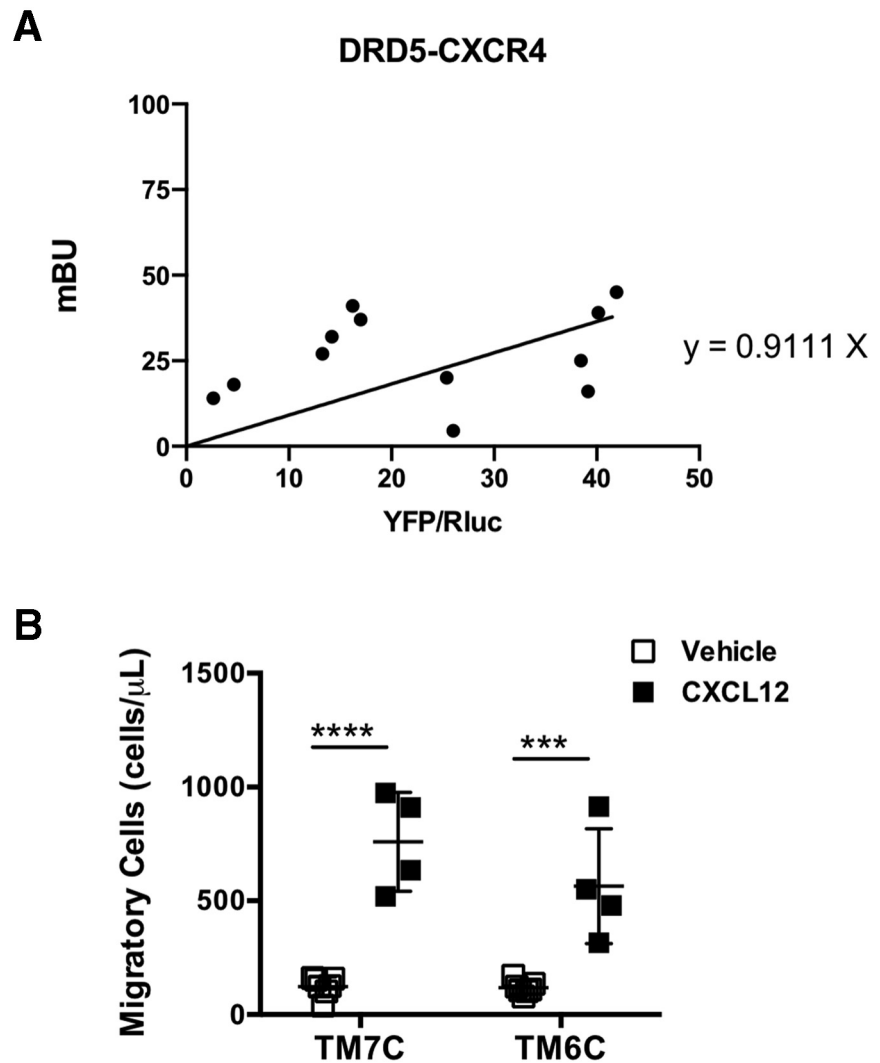 A
DRD5-CXCR4
100
75
50
25
0
mBU
y = 0.9111 X
0 10 20 30 40 50
YFP/Rluc
B
Vehicle
CXCL12
1500
1000
500
0
Migratory Cells (cells/μL)
**** ***
TM7C TM6C